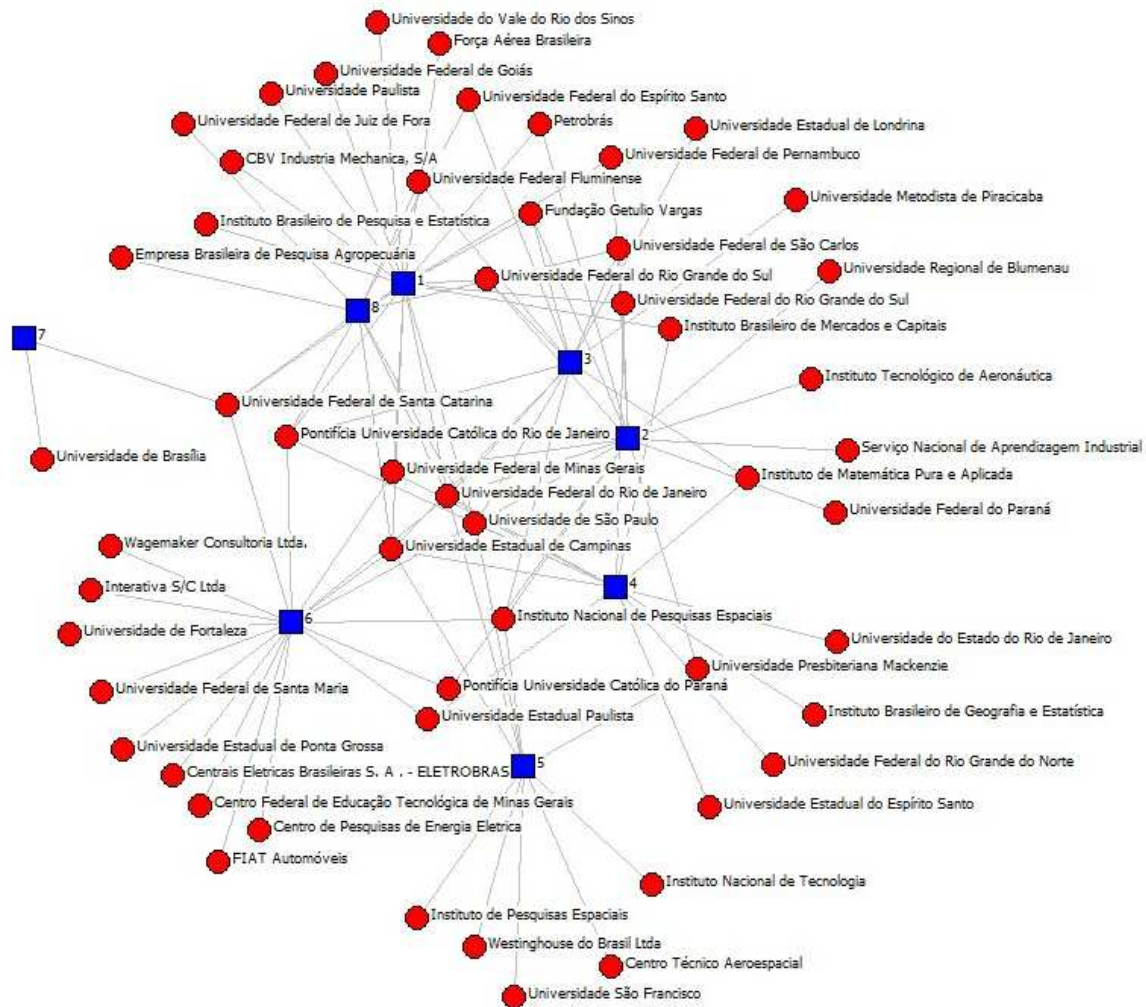 Universidade do Vale do Rio dos Sinos
Força Aérea Brasileira
Universidade Federal de Goiás
Universidade Paulista
Universidade Federal do Espírito Santo
Universidade Federal de Juiz de Fora
Petrobrás
Universidade Estadual de Londrina
CBV Industria Mechanica, S/A
Universidade Federal de Pernambuco
Universidade Federal Fluminense
Universidade Metodista de Piracicaba
Fundação Getulio Vargas
Instituto Brasileiro de Pesquisa e Estatística
Universidade Federal de São Carlos
Empresa Brasileira de Pesquisa Agropecuária
Universidade Regional de Blumenau
Universidade Federal do Rio Grande do Sul
1
Universidade Federal do Rio Grande do Sul
8
Instituto Brasileiro de Mercados e Capitais
7
3
Instituto Tecnológico de Aeronáutica
Universidade Federal de Santa Catarina
Pontifícia Universidade Católica do Rio de Janeiro
2
Serviço Nacional de Aprendizagem Industrial
Universidade de Brasília
Universidade Federal de Minas Gerais
Instituto de Matemática Pura e Aplicada
Universidade Federal do Rio de Janeiro
Universidade Federal do Paraná
Universidade de São Paulo
Wagemaker Consultoria Ltda.
Universidade Estadual de Campinas
Interativa S/C Ltda
4
Instituto Nacional de Pesquisas Espaciais
6
Universidade de Fortaleza
Universidade do Estado do Rio de Janeiro
Universidade Presbiteriana Mackenzie
Universidade Federal de Santa Maria
Pontifícia Universidade Católica do Paraná
Instituto Brasileiro de Geografia e Estatística
Universidade Estadual Paulista
Universidade Estadual de Ponta Grossa
Universidade Federal do Rio Grande do Norte
5
Centrais Eletricas Brasileiras S. A . - ELETROBRAS
Centro Federal de Educação Tecnológica de Minas Gerais
Universidade Estadual do Espírito Santo
Centro de Pesquisas de Energia Eletrica
FIAT Automóveis
Instituto Nacional de Tecnologia
Instituto de Pesquisas Espaciais
Westinghouse do Brasil Ltda
Centro Técnico Aeroespacial
Universidade São Francisco